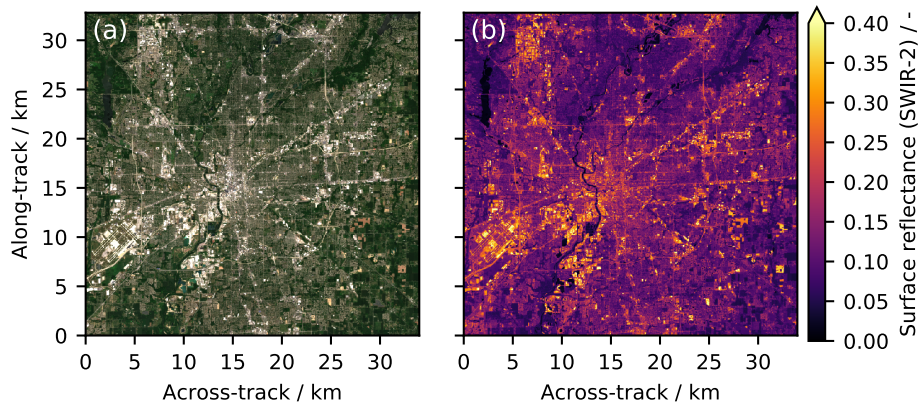 (a)
(b)
Along-track / km
30
25
20
15
10
5
0
0 5 10 15 20 25 30
Across-track / km
0 5 10 15 20 25 30
Across-track / km
0.40
0.35
0.30
0.25
0.20
0.15
0.10
0.05
0.00
Surface reflectance (SWIR-2) / -